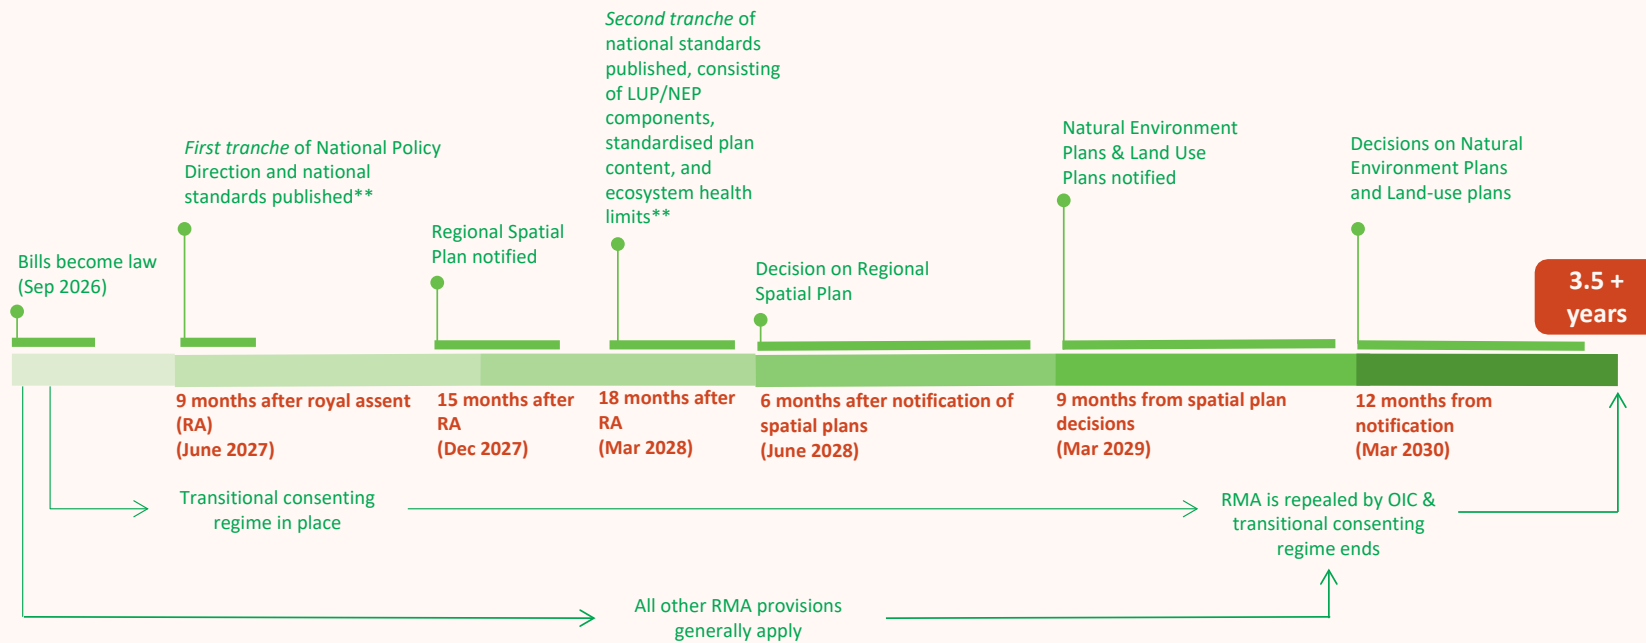 Bills become law
(Sep 2026)
First tranche of National Policy
Direction and national
standards published**
Regional Spatial
Plan notified
Second tranche of
national standards
published, consisting
of LUP/NEP
components,
standardised plan
content, and
ecosystem health
limits**
Decision on Regional
Spatial Plan
Natural Environment
Plans & Land Use
Plans notified
Decisions on Natural
Environment Plans
and Land-use plans
3.5 +
years
9 months after royal assent
(RA)
(June 2027)
15 months after
RA
(Dec 2027)
18 months after
RA
(Mar 2028)
6 months after notification of
spatial plans
(June 2028)
9 months from spatial plan
decisions
(Mar 2029)
12 months from
notification
(Mar 2030)
Transitional consenting
regime in place
RMA is repealed by OIC &
transitional consenting
regime ends
All other RMA provisions
generally apply